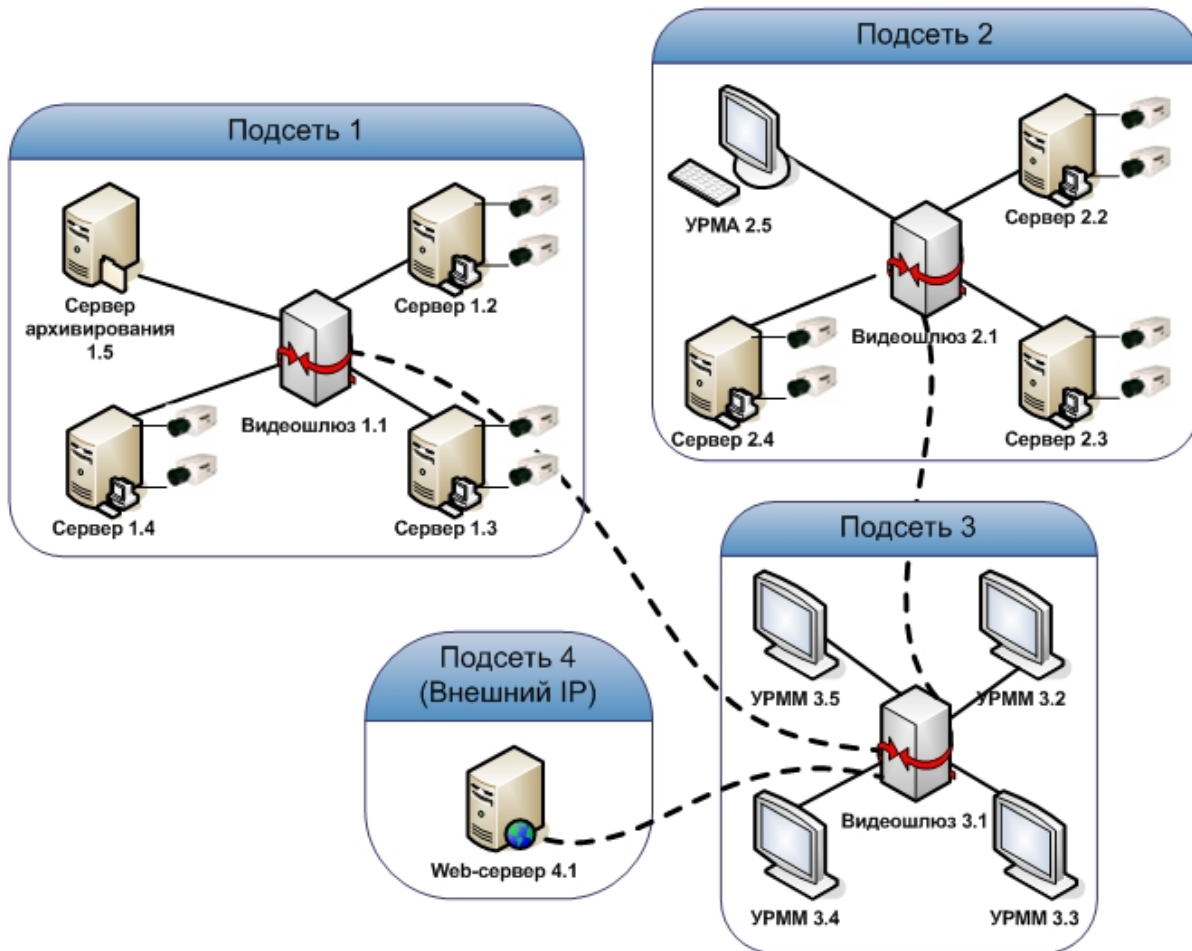 Подсеть 1
Сервер
архивирования
1.5
Сервер 1.2
Видеошлюз 1.1
Сервер 1.4
Сервер 1.3
Подсеть 2
УРМА 2.5
Сервер 2.2
Видеошлюз 2.1
Сервер 2.4
Сервер 2.3
Подсеть 3
УРММ 3.5
УРММ 3.2
Видеошлюз 3.1
УРММ 3.4
УРММ 3.3
Подсеть 4
(Внешний IP)
Web-сервер 4.1